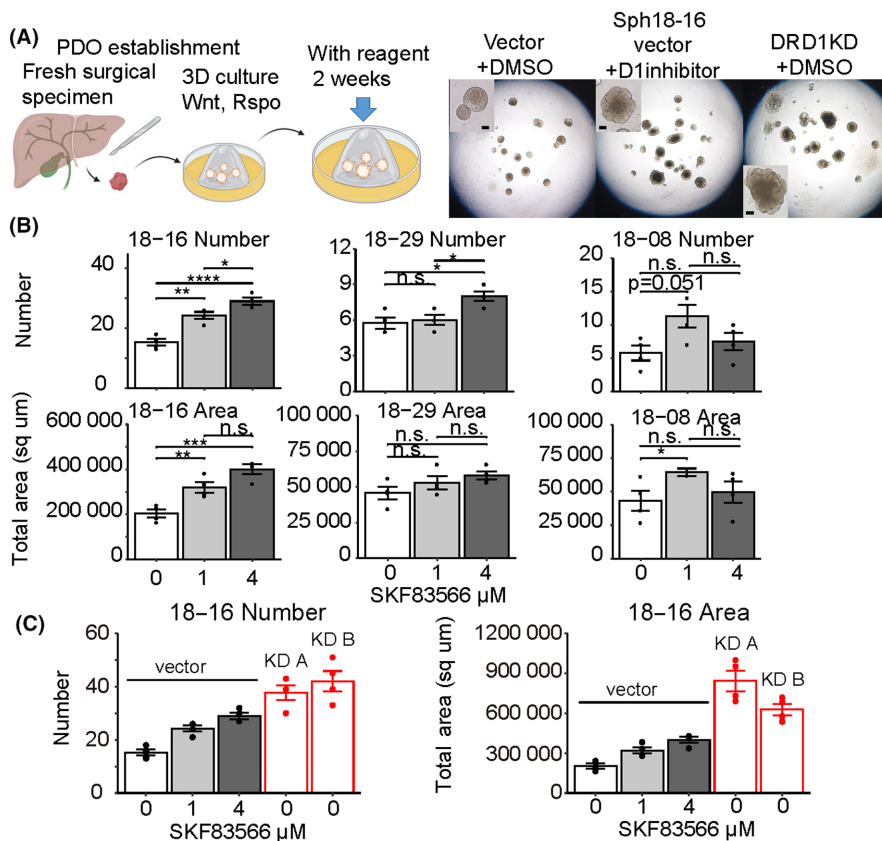 (A)
PDO establishment
Fresh surgical
specimen
3D culture
Wnt, Rspo
With reagent
2 weeks
Vector
+DMSO
Sph18-16
vector
+D1inhibitor
DRD1KD
+DMSO
(B)
18–16 Number
Number
40
20
0
*
****
**
18–29 Number
12
9
6
3
0
*
*
n.s.
18–08 Number
20
15
10
5
0
n.s.
n.s.
p=0.051
18–16 Area
Total area (sq um)
600 000
400 000
200 000
0
n.s.
***
**
0 1 4
18–29 Area
100 000
75 000
50 000
25 000
0
n.s.
n.s.
n.s.
0 1 4
SKF83566 µM
18–08 Area
100 000
75 000
50 000
25 000
0
n.s.
n.s.
*
0 1 4
(C)
18–16 Number
Number
60
40
20
0
vector
KD A
KD B
0 1 4 0 0
SKF83566 µM
18–16 Area
Total area (sq um)
1200 000
900 000
600 000
300 000
0
vector
KD A
KD B
0 1 4 0 0
SKF83566 µM